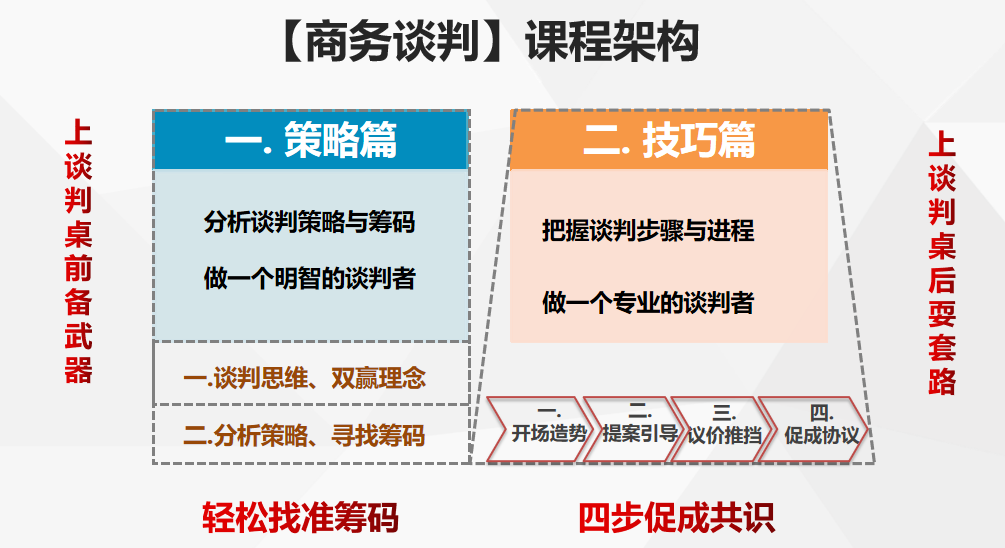 【商务谈判】课程架构
上谈判桌前备武器
一. 策略篇
分析谈判策略与筹码
做一个明智的谈判者
一.谈判思维、双赢理念
二.分析策略、寻找筹码
轻松找准筹码
二. 技巧篇
把握谈判步骤与进程
做一个专业的谈判者
一.
开场造势
二.
提案引导
三.
议价推挡
四.
促成协议
四步促成共识
上谈判桌后耍套路